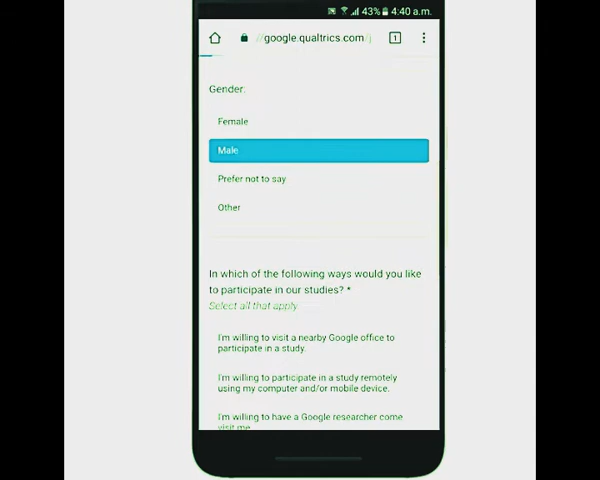 43% 4:40 a.m.
//google.qualtrics.com/j
1
Gender:
Female
Male
Prefer not to say
Other
In which of the following ways would you like
to participate in our studies? *
Select all that apply
I'm willing to visit a nearby Google office to
participate in a study.
I'm willing to participate in a study remotely
using my computer and/or mobile device.
I'm willing to have a Google researcher come
visit me